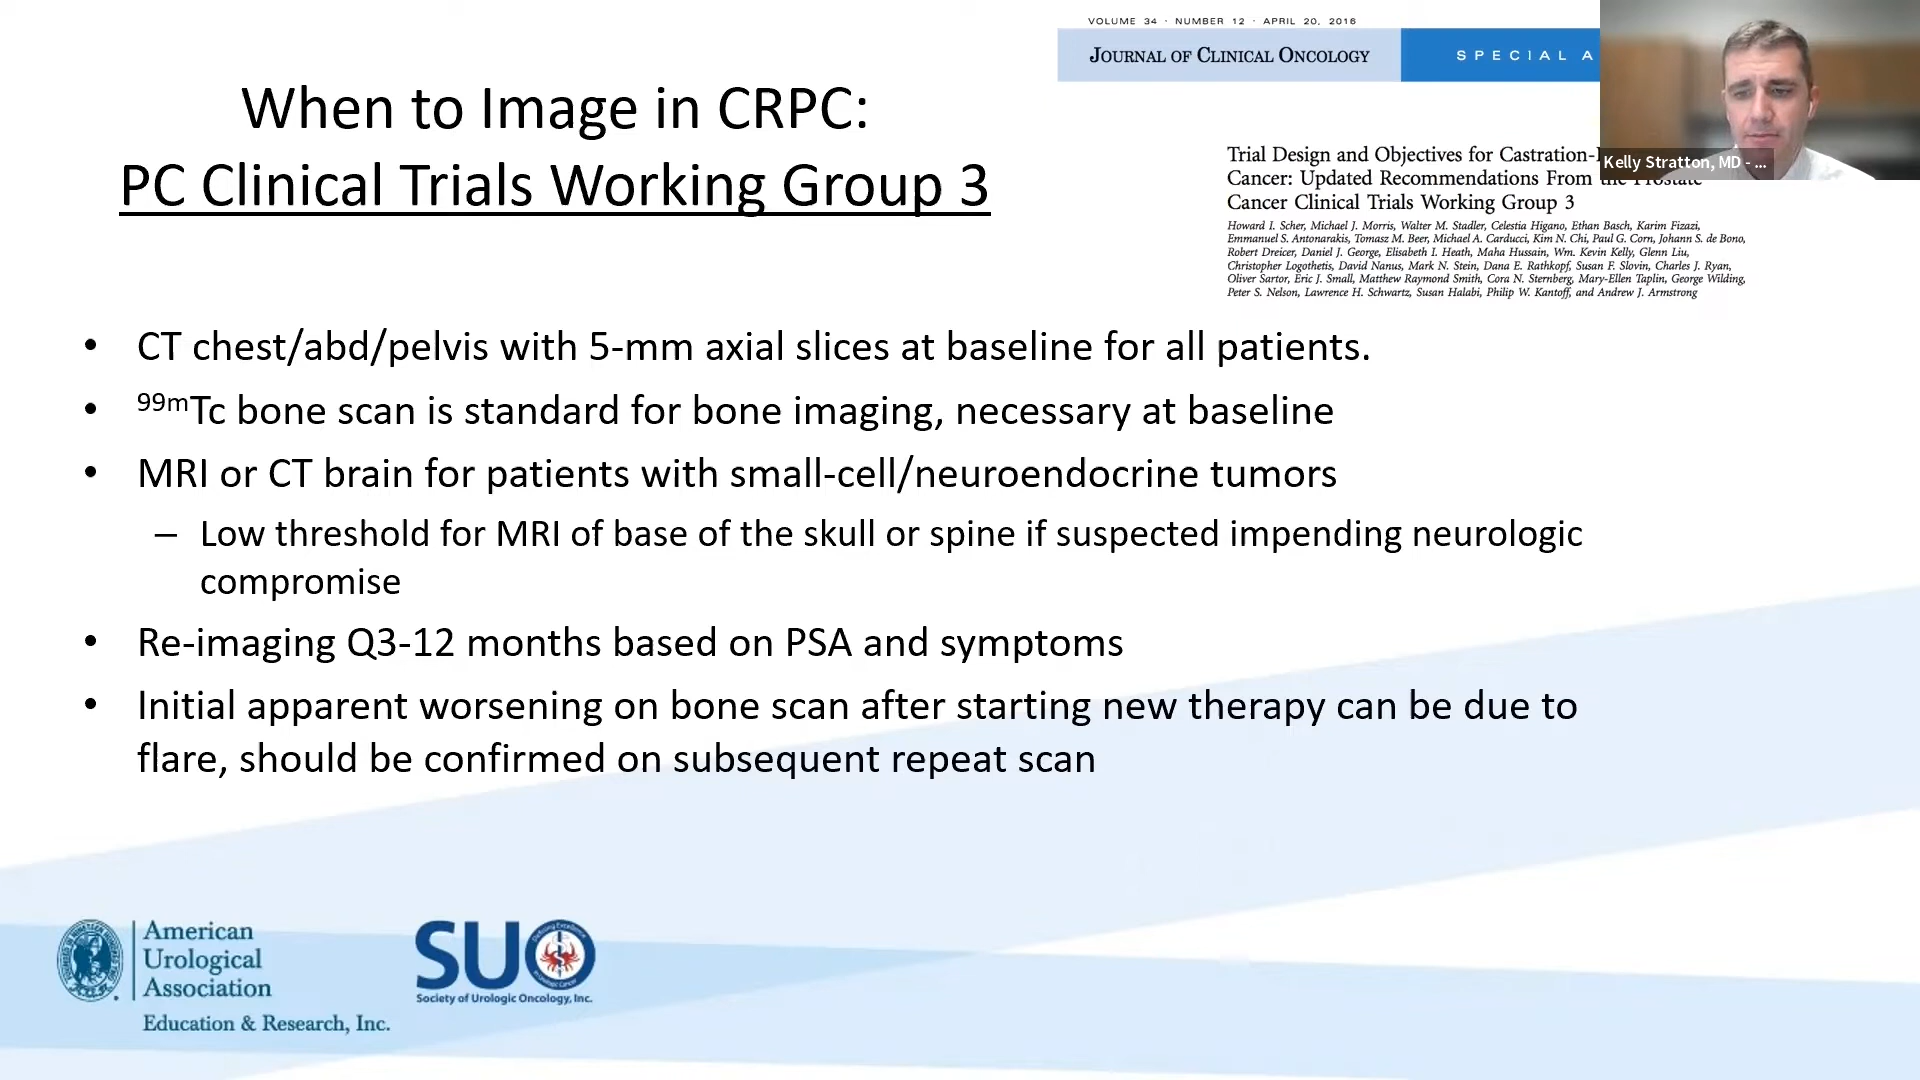 VOLUME 34 · NUMBER 12 · APRIL 20, 2016
JOURNAL OF CLINICAL ONCOLOGY
SPECIAL A
When to Image in CRPC:
PC Clinical Trials Working Group 3
Kelly Stratton, MD - ...
Trial Design and Objectives for Castration-
Cancer: Updated Recommendations From the Prostate
Cancer Clinical Trials Working Group 3
Howard I. Scher, Michael J. Morris, Walter M. Stadler, Celestia Higano, Ethan Basch, Karim Fizazi,
Emmanuel S. Antonarakis, Tomasz M. Beer, Michael A. Carducci, Kim N. Chi, Paul G. Corn, Johann S. de Bono,
Robert Dreicer, Daniel J. George, Elisabeth I. Heath, Maha Hussain, Wm. Kevin Kelly, Glenn Liu,
Christopher Logothetis, David Nanus, Mark N. Stein, Dana E. Rathkopf, Susan F. Slovin, Charles J. Ryan,
Oliver Sartor, Eric J. Small, Matthew Raymond Smith, Cora N. Sternberg, Mary-Ellen Taplin, George Wilding,
Peter S. Nelson, Lawrence H. Schwartz, Susan Halabi, Philip W. Kantoff, and Andrew J. Armstrong
• CT chest/abd/pelvis with 5-mm axial slices at baseline for all patients.
• 99mTc bone scan is standard for bone imaging, necessary at baseline
• MRI or CT brain for patients with small-cell/neuroendocrine tumors
– Low threshold for MRI of base of the skull or spine if suspected impending neurologic
compromise
• Re-imaging Q3-12 months based on PSA and symptoms
• Initial apparent worsening on bone scan after starting new therapy can be due to
flare, should be confirmed on subsequent repeat scan
American
Urological
Association
Education & Research, Inc.
SUO
Society of Urologic Oncology, Inc.